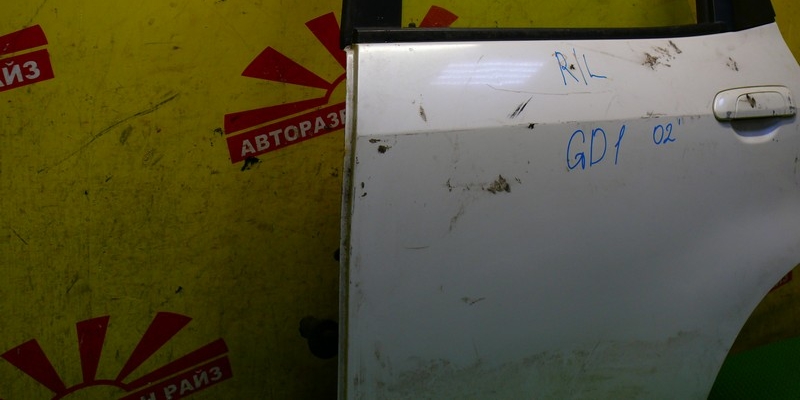 АЙЗ
АВТОРАЗ
R/L
GD1 02'
Н РАЙЗ